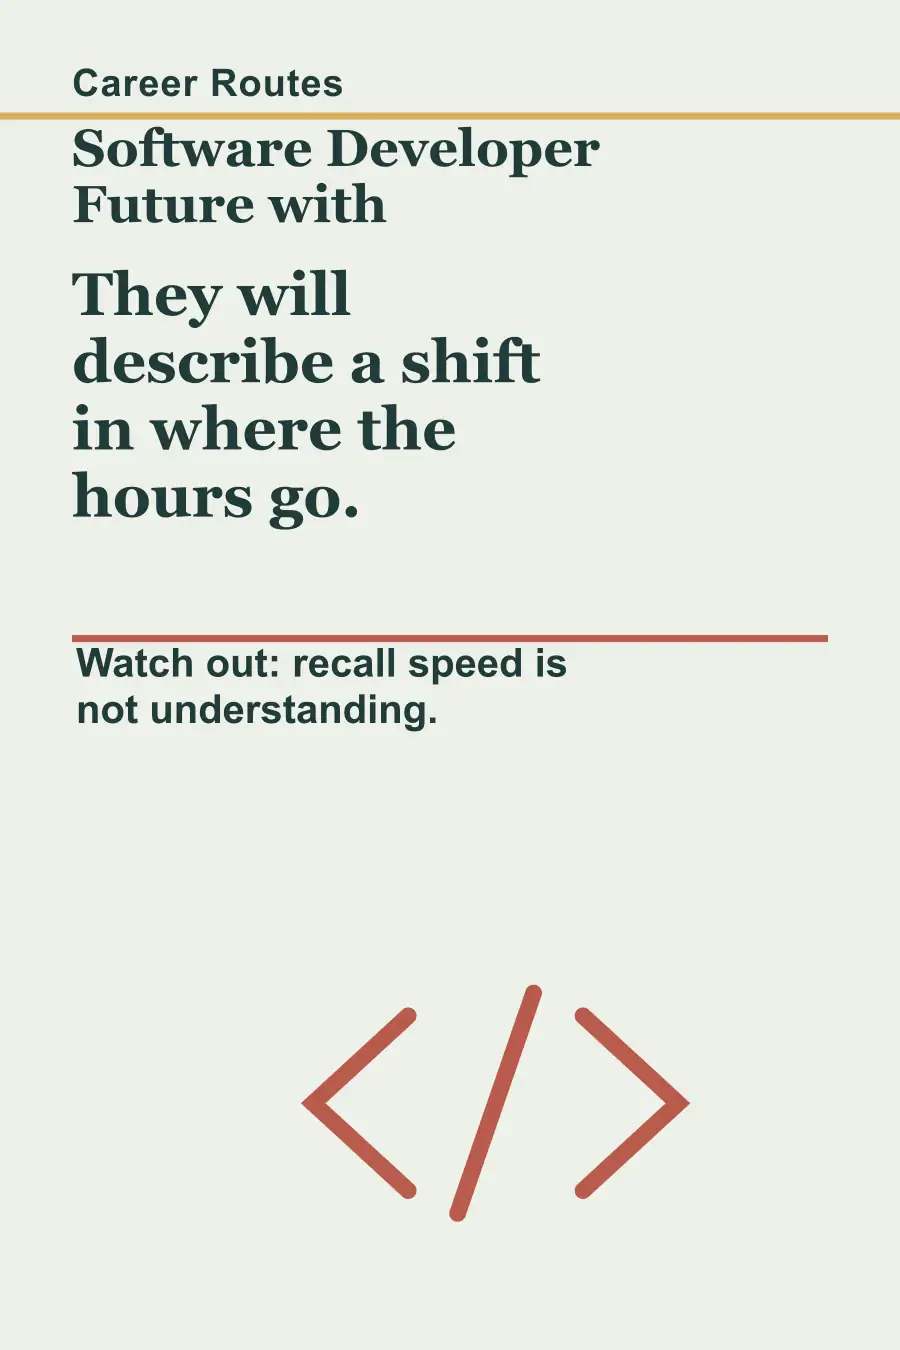 Career Routes
Software Developer
Future with
They will
describe a shift
in where the
hours go.
Watch out: recall speed is
not understanding.
</>